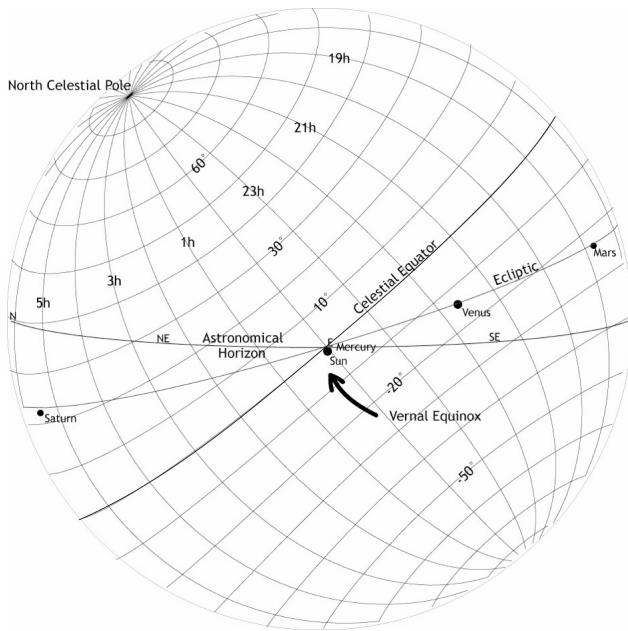 19h
North Celestial Pole
21h
60°
23h
1h
30°
Celestial Equator
Mars
3h
Ecliptic
5h
10°
Venus
N
NE
Astronomical
Horizon
E
Mercury
SE
Sun
-20°
Saturn
Vernal Equinox
-50°